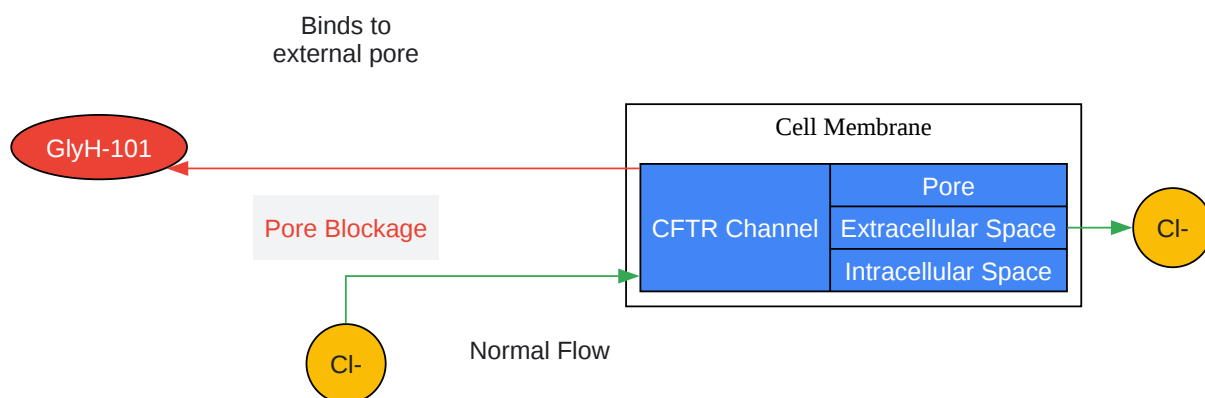 Binds to
external pore
Cell Membrane
GlyH-101
Pore
Pore Blockage
CFTR Channel
Extracellular Space
Cl-
Intracellular Space
Normal Flow
Cl-